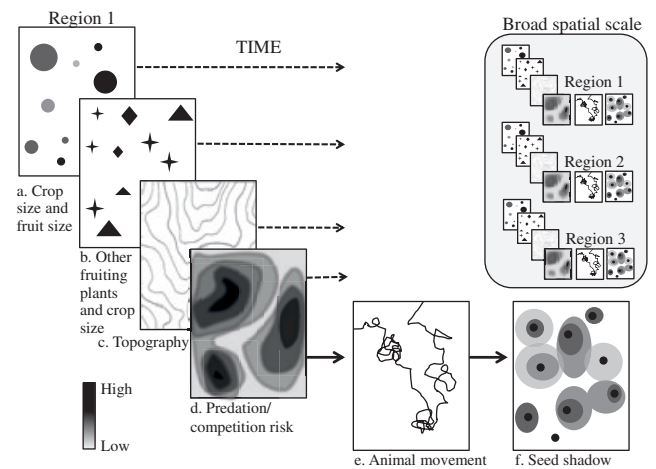 Region 1
TIME
a. Crop
size and
fruit size
b. Other
fruiting
plants
and crop
size
c. Topography
d. Predation/
competition risk
High
Low
e. Animal movement
f. Seed shadow
Broad spatial scale
Region 1
Region 2
Region 3